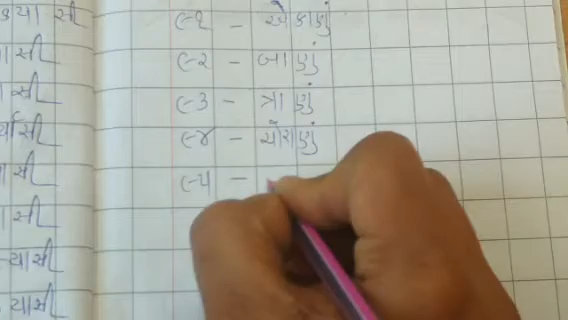 યાસી ૯૧ - એકાણું
યાસી ૯૨ - બાણું
સી ૯૩ - ત્રાણું
ર્યાસી ૯૪ - ચોરાણું
સી ૯૫ -
સી
યાસી
યાસી